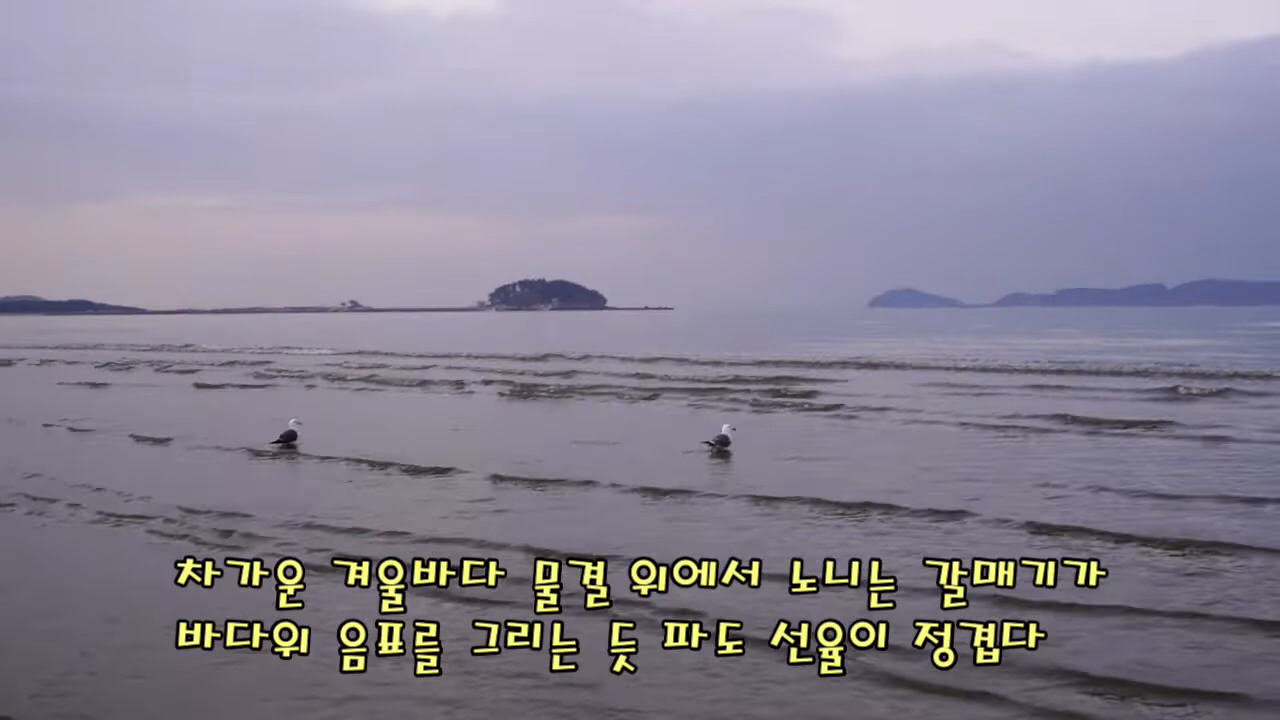 차가운 겨울바다 물결 위에서 노니는 갈매기가
바다위 음표를 그리는 듯 파도 선율이 정겹다